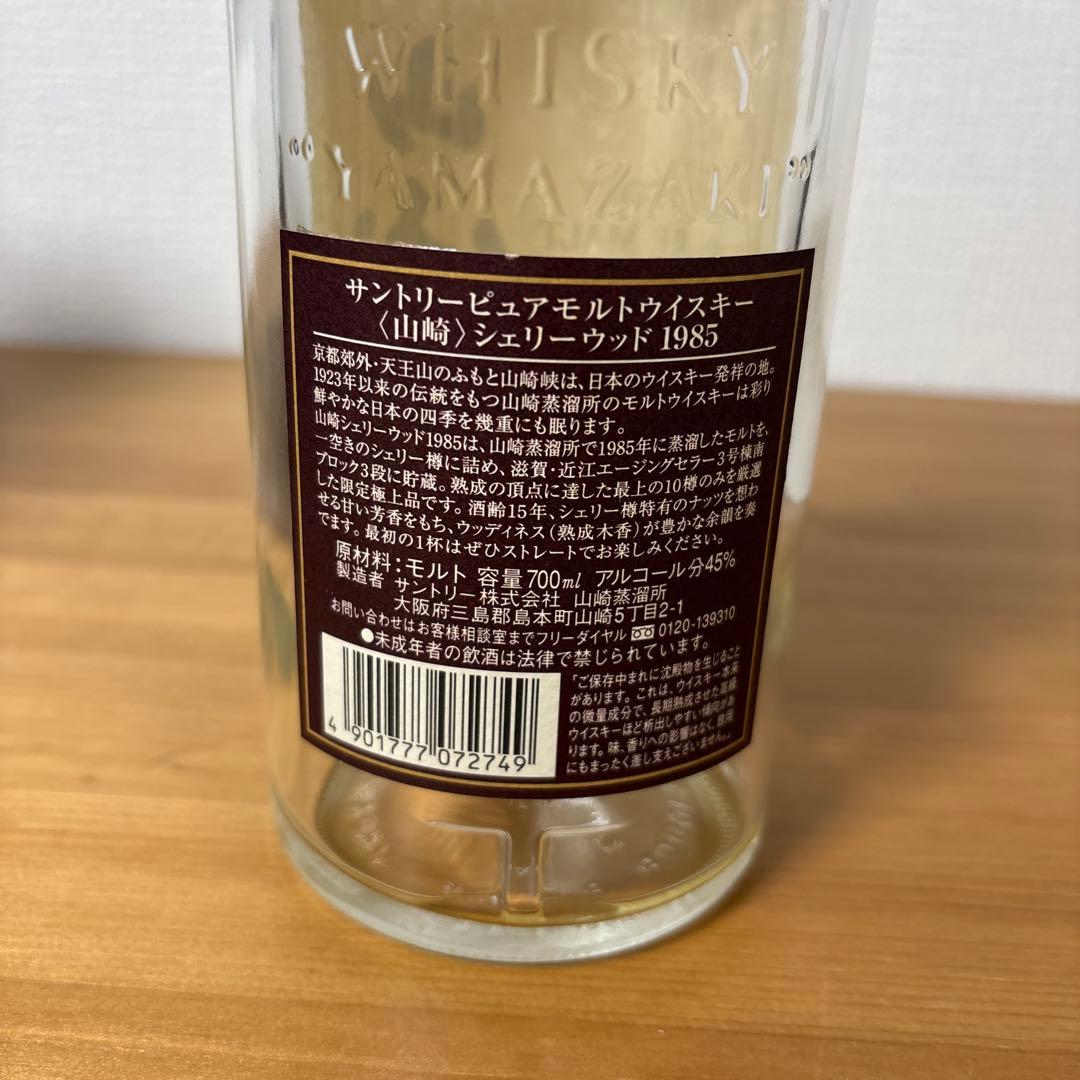 WHISKY
"YAMAZAKI"
サントリーピュアモルトウイスキー
〈山崎〉シェリーウッド 1985
京都郊外・天王山のふもと山崎峡は、日本のウイスキー発祥の地。
1923年以来の伝統をもつ山崎蒸溜所のモルトウイスキーは彩り
鮮やかな日本の四季を幾重にも眠ります。
山崎シェリーウッド1985は、山崎蒸溜所で1985年に蒸溜したモルトを、
一空きのシェリー樽に詰め、滋賀・近江エージングセラー3号棟南
ブロック3段に貯蔵。熟成の頂点に達した最上の10樽のみを厳選
した限定極上品です。酒齢15年、シェリー樽特有のナッツを想わ
せる甘い芳香をもち、ウッディネス（熟成木香）が豊かな余韻を奏
でます。最初の1杯はぜひストレートでお楽しみください。
原材料：モルト 容量700ml アルコール分45%
製造者 サントリー株式会社 山崎蒸溜所
大阪府三島郡島本町山崎5丁目2-1
お問い合わせはお客様相談室までフリーダイヤル 0120-139310
●未成年者の飲酒は法律で禁じられています。
「ご保存中まれに沈殿物を生じること
があります。これは、ウイスキー本来
の微量成分で、長期熟成させた高級
ウイスキーほど析出しやすい傾向があ
ります。味、香りへの影響はなく、飲用
にもまったく差し支えございません。」
4 901777 072749